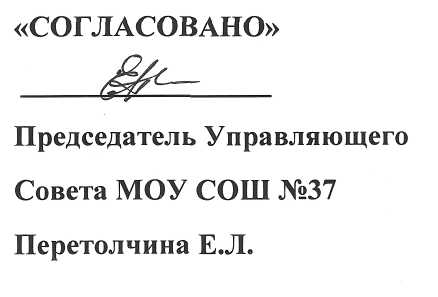 «СОГЛАСОВАНО»
Председатель Управляющего
Совета МОУ СОШ №37
Перетолчина Е.Л.